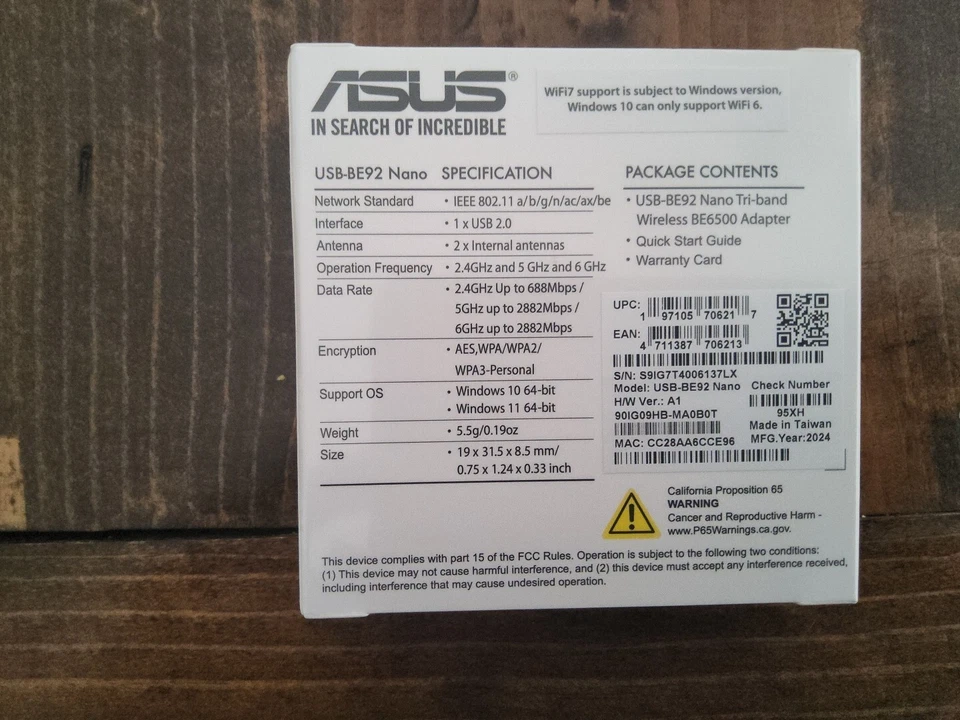 ASUS®
IN SEARCH OF INCREDIBLE
WiFi7 support is subject to Windows version,
Windows 10 can only support WiFi 6.
USB-BE92 Nano SPECIFICATION
Network Standard • IEEE 802.11 a/b/g/n/ac/ax/be
Interface • 1 x USB 2.0
Antenna • 2 x Internal antennas
Operation Frequency • 2.4GHz and 5 GHz and 6 GHz
Data Rate • 2.4GHz Up to 688Mbps /
5GHz up to 2882Mbps /
6GHz up to 2882Mbps
Encryption • AES,WPA/WPA2/
WPA3-Personal
Support OS • Windows 10 64-bit
• Windows 11 64-bit
Weight • 5.5g/0.19oz
Size • 19 x 31.5 x 8.5 mm/
0.75 x 1.24 x 0.33 inch
PACKAGE CONTENTS
• USB-BE92 Nano Tri-band
Wireless BE6500 Adapter
• Quick Start Guide
• Warranty Card
UPC:
1 97105 70621 7
EAN:
4 711387 706213
S/N: S9IG7T4006137LX
Model: USB-BE92 Nano Check Number
H/W Ver.: A1
90IG09HB-MA0B0T 95XH
Made in Taiwan
MAC: CC28AA6CCE96 MFG.Year:2024
California Proposition 65
WARNING
Cancer and Reproductive Harm -
www.P65Warnings.ca.gov.
This device complies with part 15 of the FCC Rules. Operation is subject to the following two conditions:
(1) This device may not cause harmful interference, and (2) this device must accept any interference received,
including interference that may cause undesired operation.